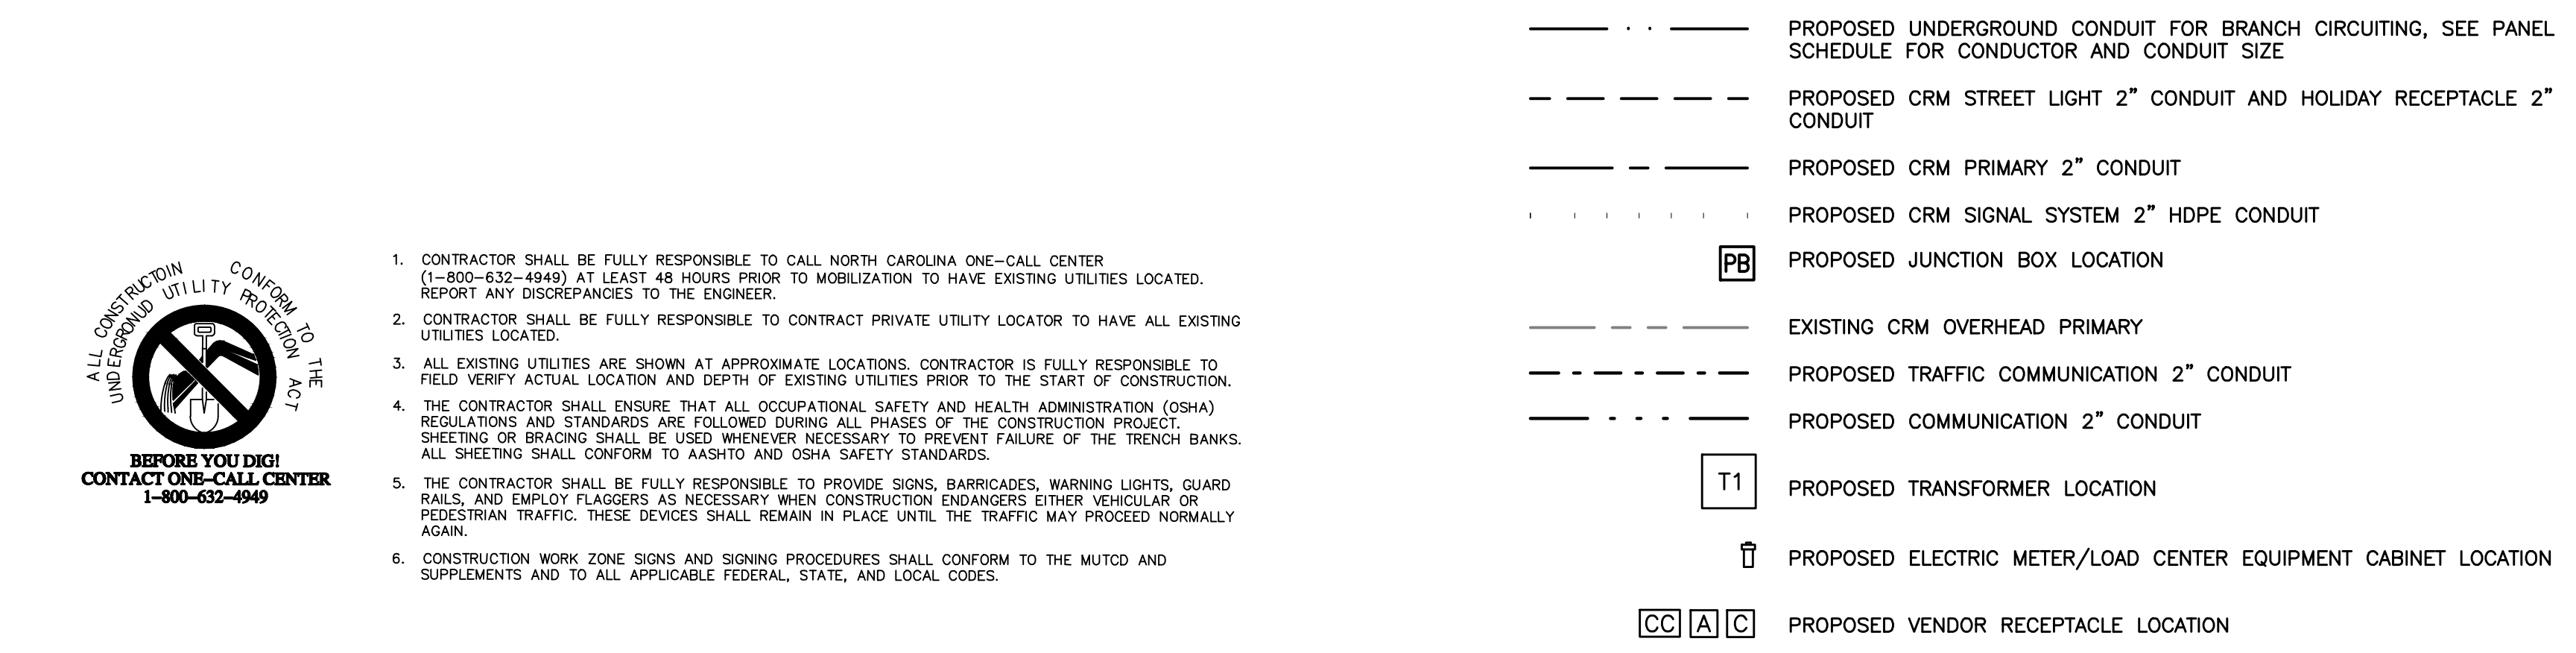 ALL CONSTRUCTOIN CONFORM TO THE
UNDERGRONUD UTILITY PROTECTION ACT
BEFORE YOU DIG!
CONTACT ONE-CALL CENTER
1-800-632-4949
1. CONTRACTOR SHALL BE FULLY RESPONSIBLE TO CALL NORTH CAROLINA ONE-CALL CENTER
(1-800-632-4949) AT LEAST 48 HOURS PRIOR TO MOBILIZATION TO HAVE EXISTING UTILITIES LOCATED.
REPORT ANY DISCREPANCIES TO THE ENGINEER.
2. CONTRACTOR SHALL BE FULLY RESPONSIBLE TO CONTRACT PRIVATE UTILITY LOCATOR TO HAVE ALL EXISTING
UTILITIES LOCATED.
3. ALL EXISTING UTILITIES ARE SHOWN AT APPROXIMATE LOCATIONS. CONTRACTOR IS FULLY RESPONSIBLE TO
FIELD VERIFY ACTUAL LOCATION AND DEPTH OF EXISTING UTILITIES PRIOR TO THE START OF CONSTRUCTION.
4. THE CONTRACTOR SHALL ENSURE THAT ALL OCCUPATIONAL SAFETY AND HEALTH ADMINISTRATION (OSHA)
REGULATIONS AND STANDARDS ARE FOLLOWED DURING ALL PHASES OF THE CONSTRUCTION PROJECT.
SHEETING OR BRACING SHALL BE USED WHENEVER NECESSARY TO PREVENT FAILURE OF THE TRENCH BANKS.
ALL SHEETING SHALL CONFORM TO AASHTO AND OSHA SAFETY STANDARDS.
5. THE CONTRACTOR SHALL BE FULLY RESPONSIBLE TO PROVIDE SIGNS, BARRICADES, WARNING LIGHTS, GUARD
RAILS, AND EMPLOY FLAGGERS AS NECESSARY WHEN CONSTRUCTION ENDANGERS EITHER VEHICULAR OR
PEDESTRIAN TRAFFIC. THESE DEVICES SHALL REMAIN IN PLACE UNTIL THE TRAFFIC MAY PROCEED NORMALLY
AGAIN.
6. CONSTRUCTION WORK ZONE SIGNS AND SIGNING PROCEDURES SHALL CONFORM TO THE MUTCD AND
SUPPLEMENTS AND TO ALL APPLICABLE FEDERAL, STATE, AND LOCAL CODES.
PROPOSED UNDERGROUND CONDUIT FOR BRANCH CIRCUITING, SEE PANEL
SCHEDULE FOR CONDUCTOR AND CONDUIT SIZE
PROPOSED CRM STREET LIGHT 2" CONDUIT AND HOLIDAY RECEPTACLE 2"
CONDUIT
PROPOSED CRM PRIMARY 2" CONDUIT
PROPOSED CRM SIGNAL SYSTEM 2" HDPE CONDUIT
PB PROPOSED JUNCTION BOX LOCATION
EXISTING CRM OVERHEAD PRIMARY
PROPOSED TRAFFIC COMMUNICATION 2" CONDUIT
PROPOSED COMMUNICATION 2" CONDUIT
T1 PROPOSED TRANSFORMER LOCATION
PROPOSED ELECTRIC METER/LOAD CENTER EQUIPMENT CABINET LOCATION
CC A C PROPOSED VENDOR RECEPTACLE LOCATION